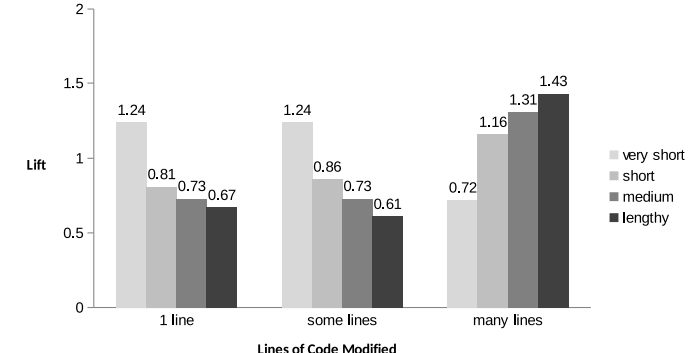 2
1.5
1
0.5
0
Lift
1.24
0.81
0.73
0.67
1.24
0.86
0.73
0.61
0.72
1.16
1.31
1.43
1 line
some lines
many lines
Lines of Code Modified
very short
short
medium
lengthy